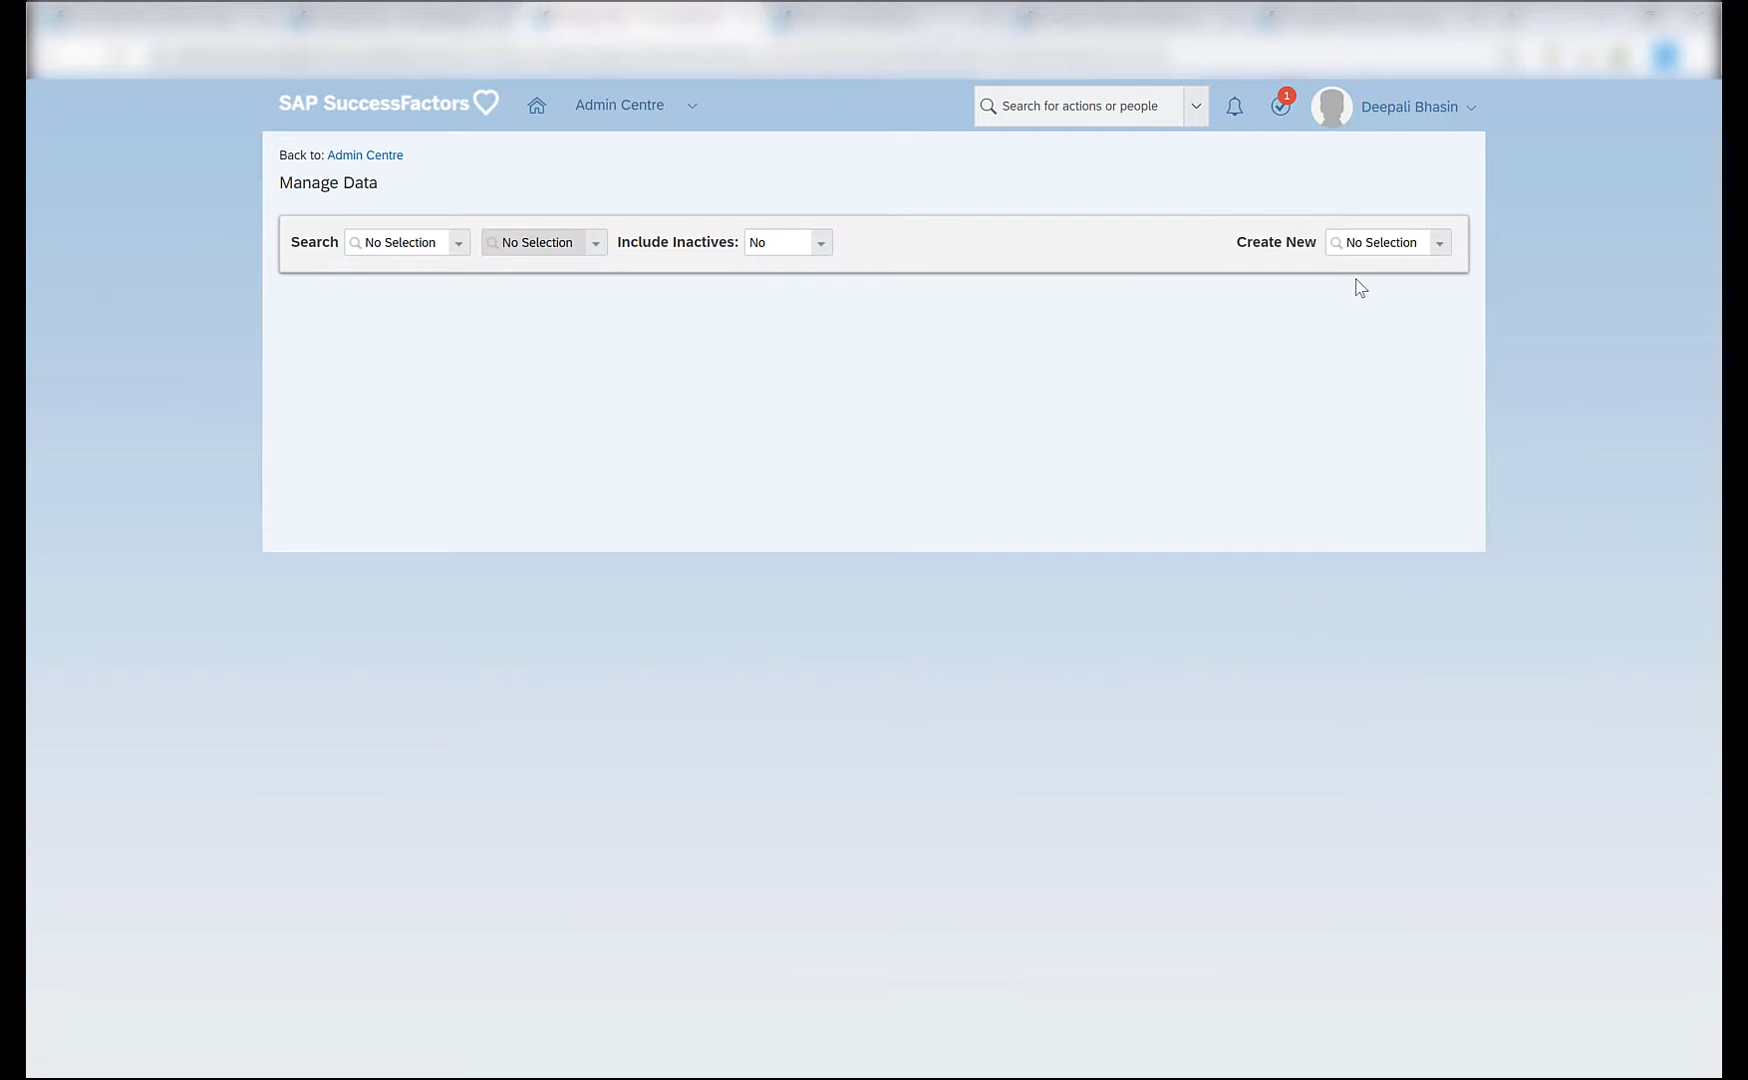 SAP SuccessFactors
Admin Centre
Search for actions or people
1
Deepali Bhasin
Back to: Admin Centre
Manage Data
Search No Selection No Selection Include Inactives: No Create New No Selection